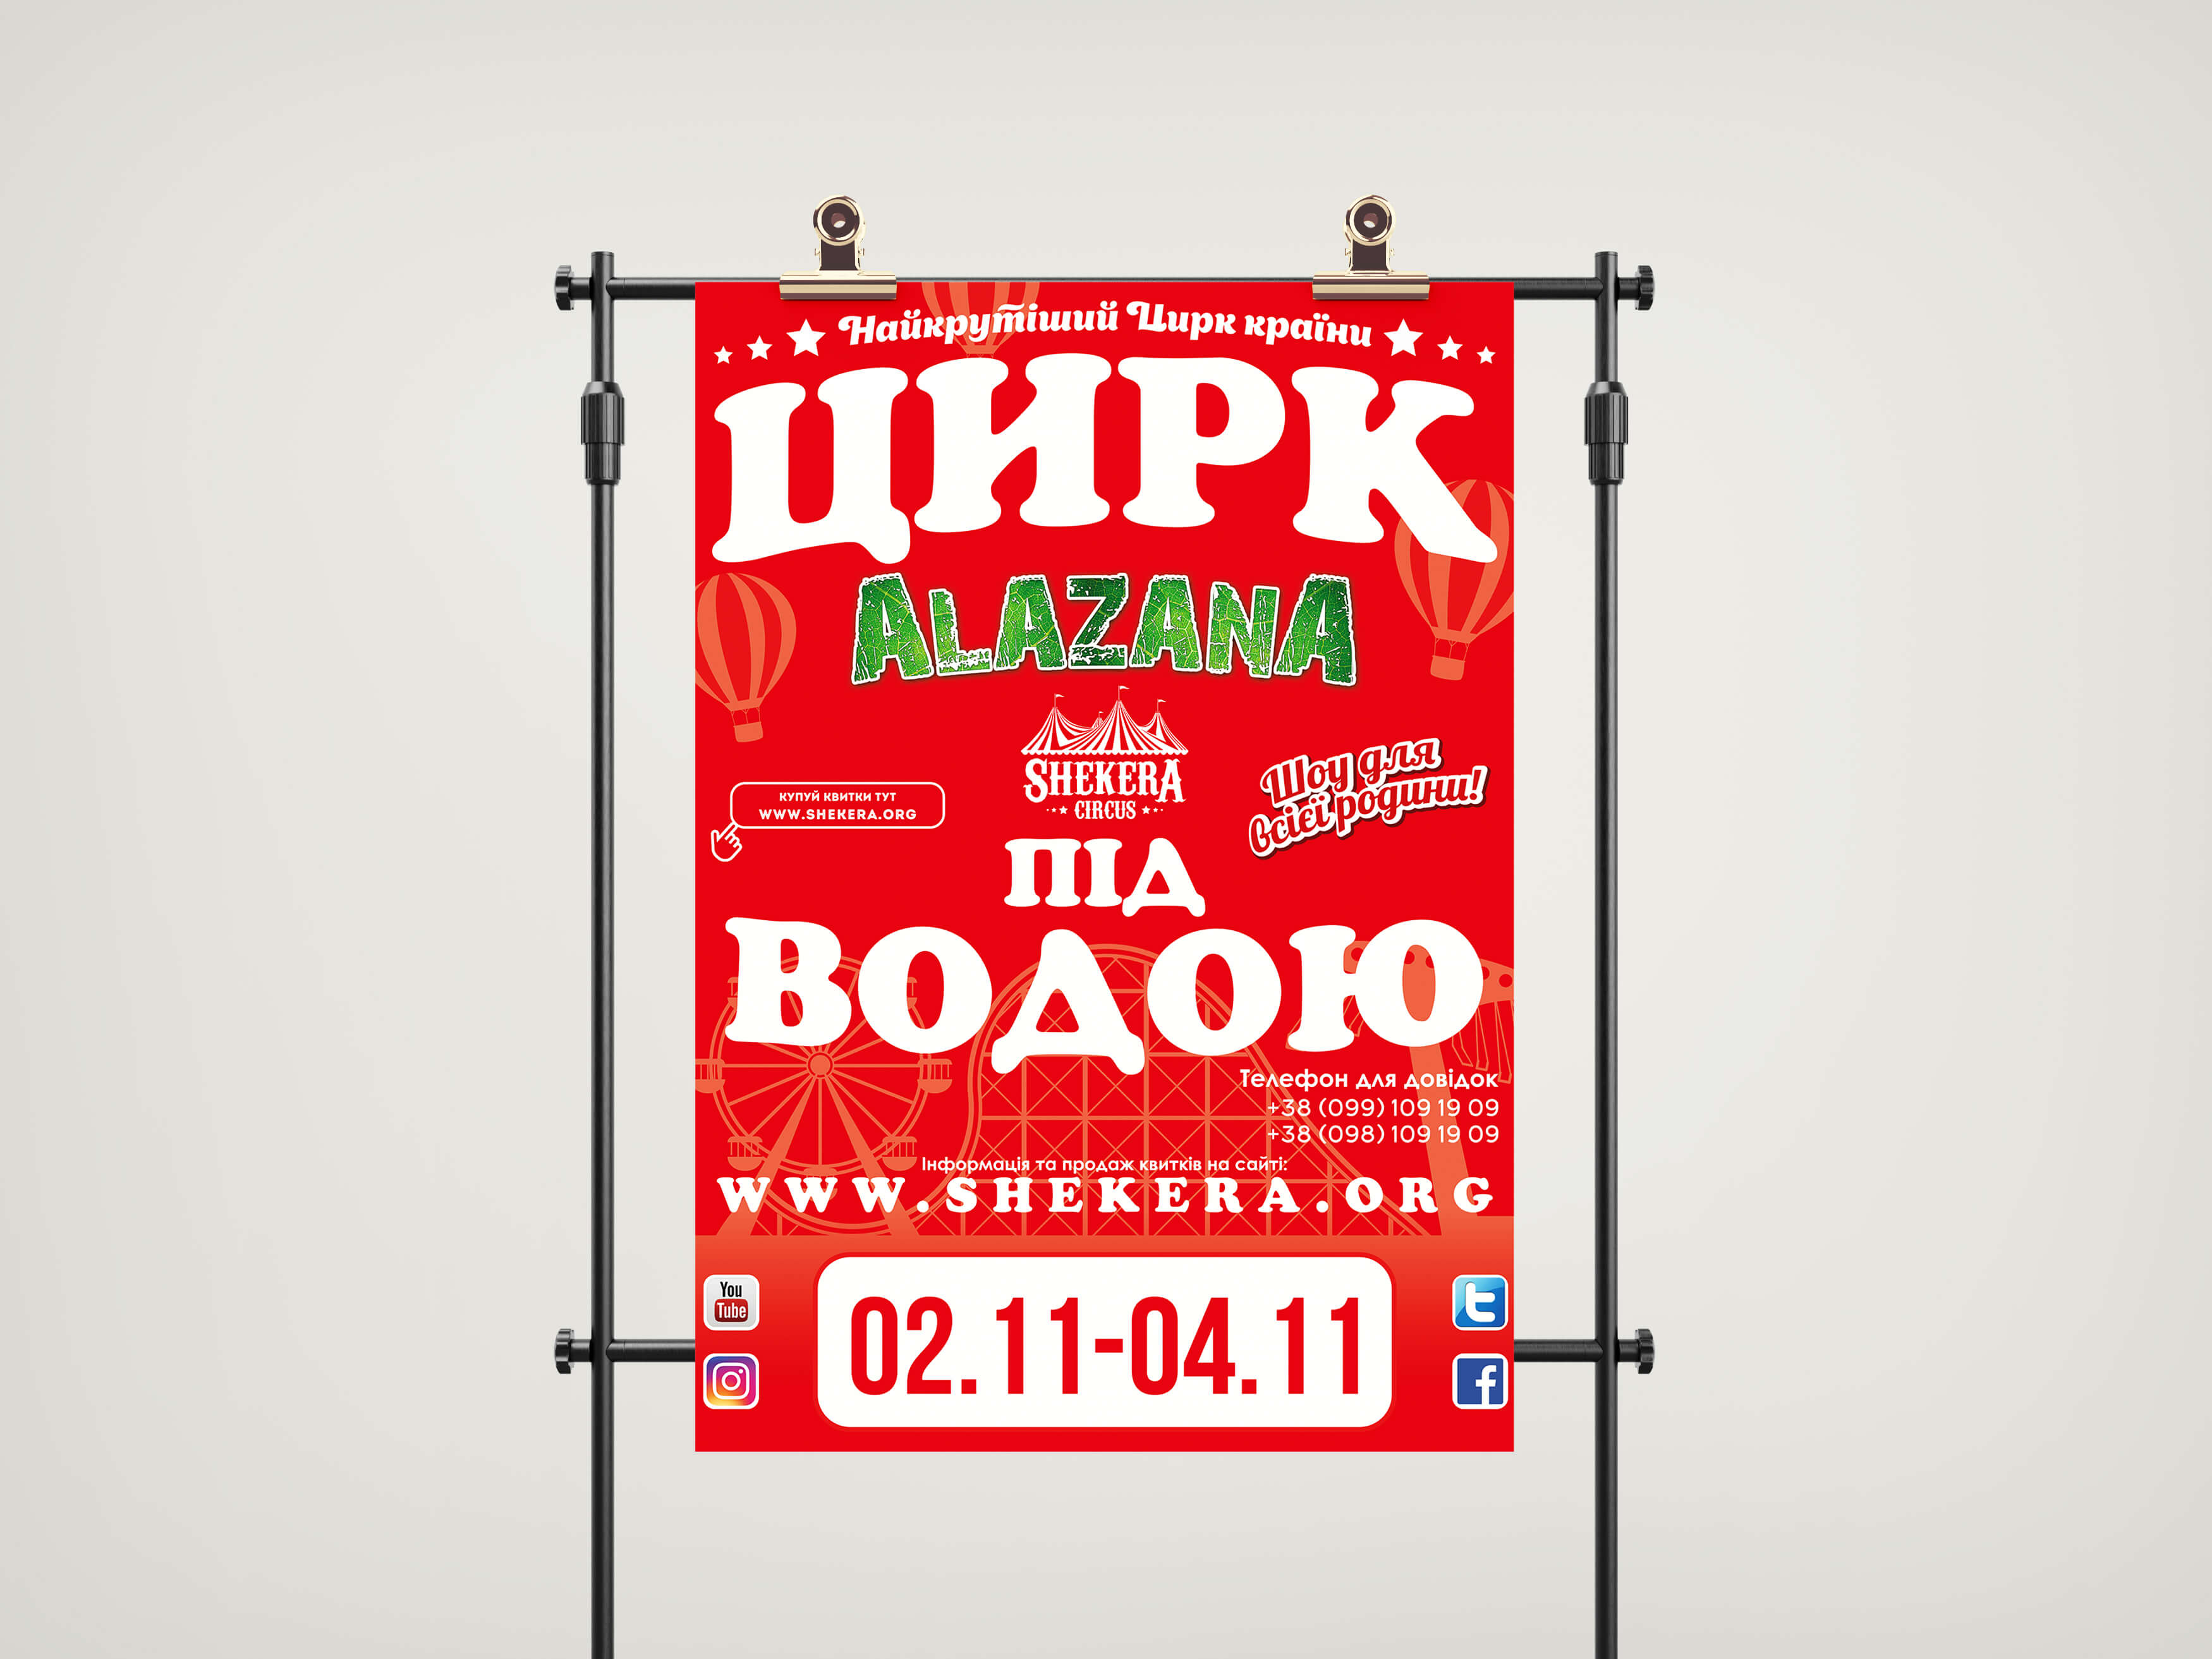 Найкрутіший Цирк країни
ЦИРК
ALAZANA
SHEKERA
CIRCUS
КУПУЙ КВИТКИ ТУТ
WWW.SHEKERA.ORG
Шоу для
всієї родини!
ПІД
ВОДОЮ
Телефон для довідок
+38 (099) 109 19 09
+38 (098) 109 19 09
Інформація та продаж квитків на сайті:
WWW.SHEKERA.ORG
You
Tube
02.11-04.11